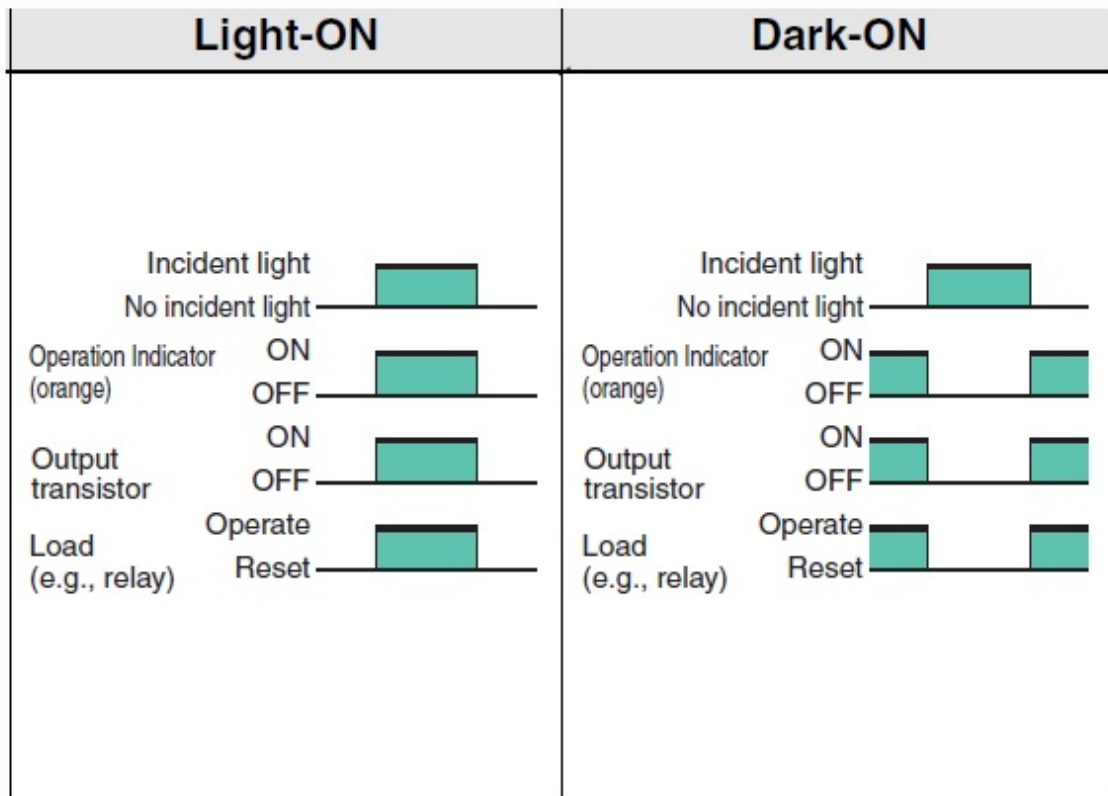 Light-ON
Dark-ON
Incident light
No incident light
Operation Indicator
(orange)
ON
OFF
Output
transistor
ON
OFF
Load
(e.g., relay)
Operate
Reset
Incident light
No incident light
Operation Indicator
(orange)
ON
OFF
Output
transistor
ON
OFF
Load
(e.g., relay)
Operate
Reset